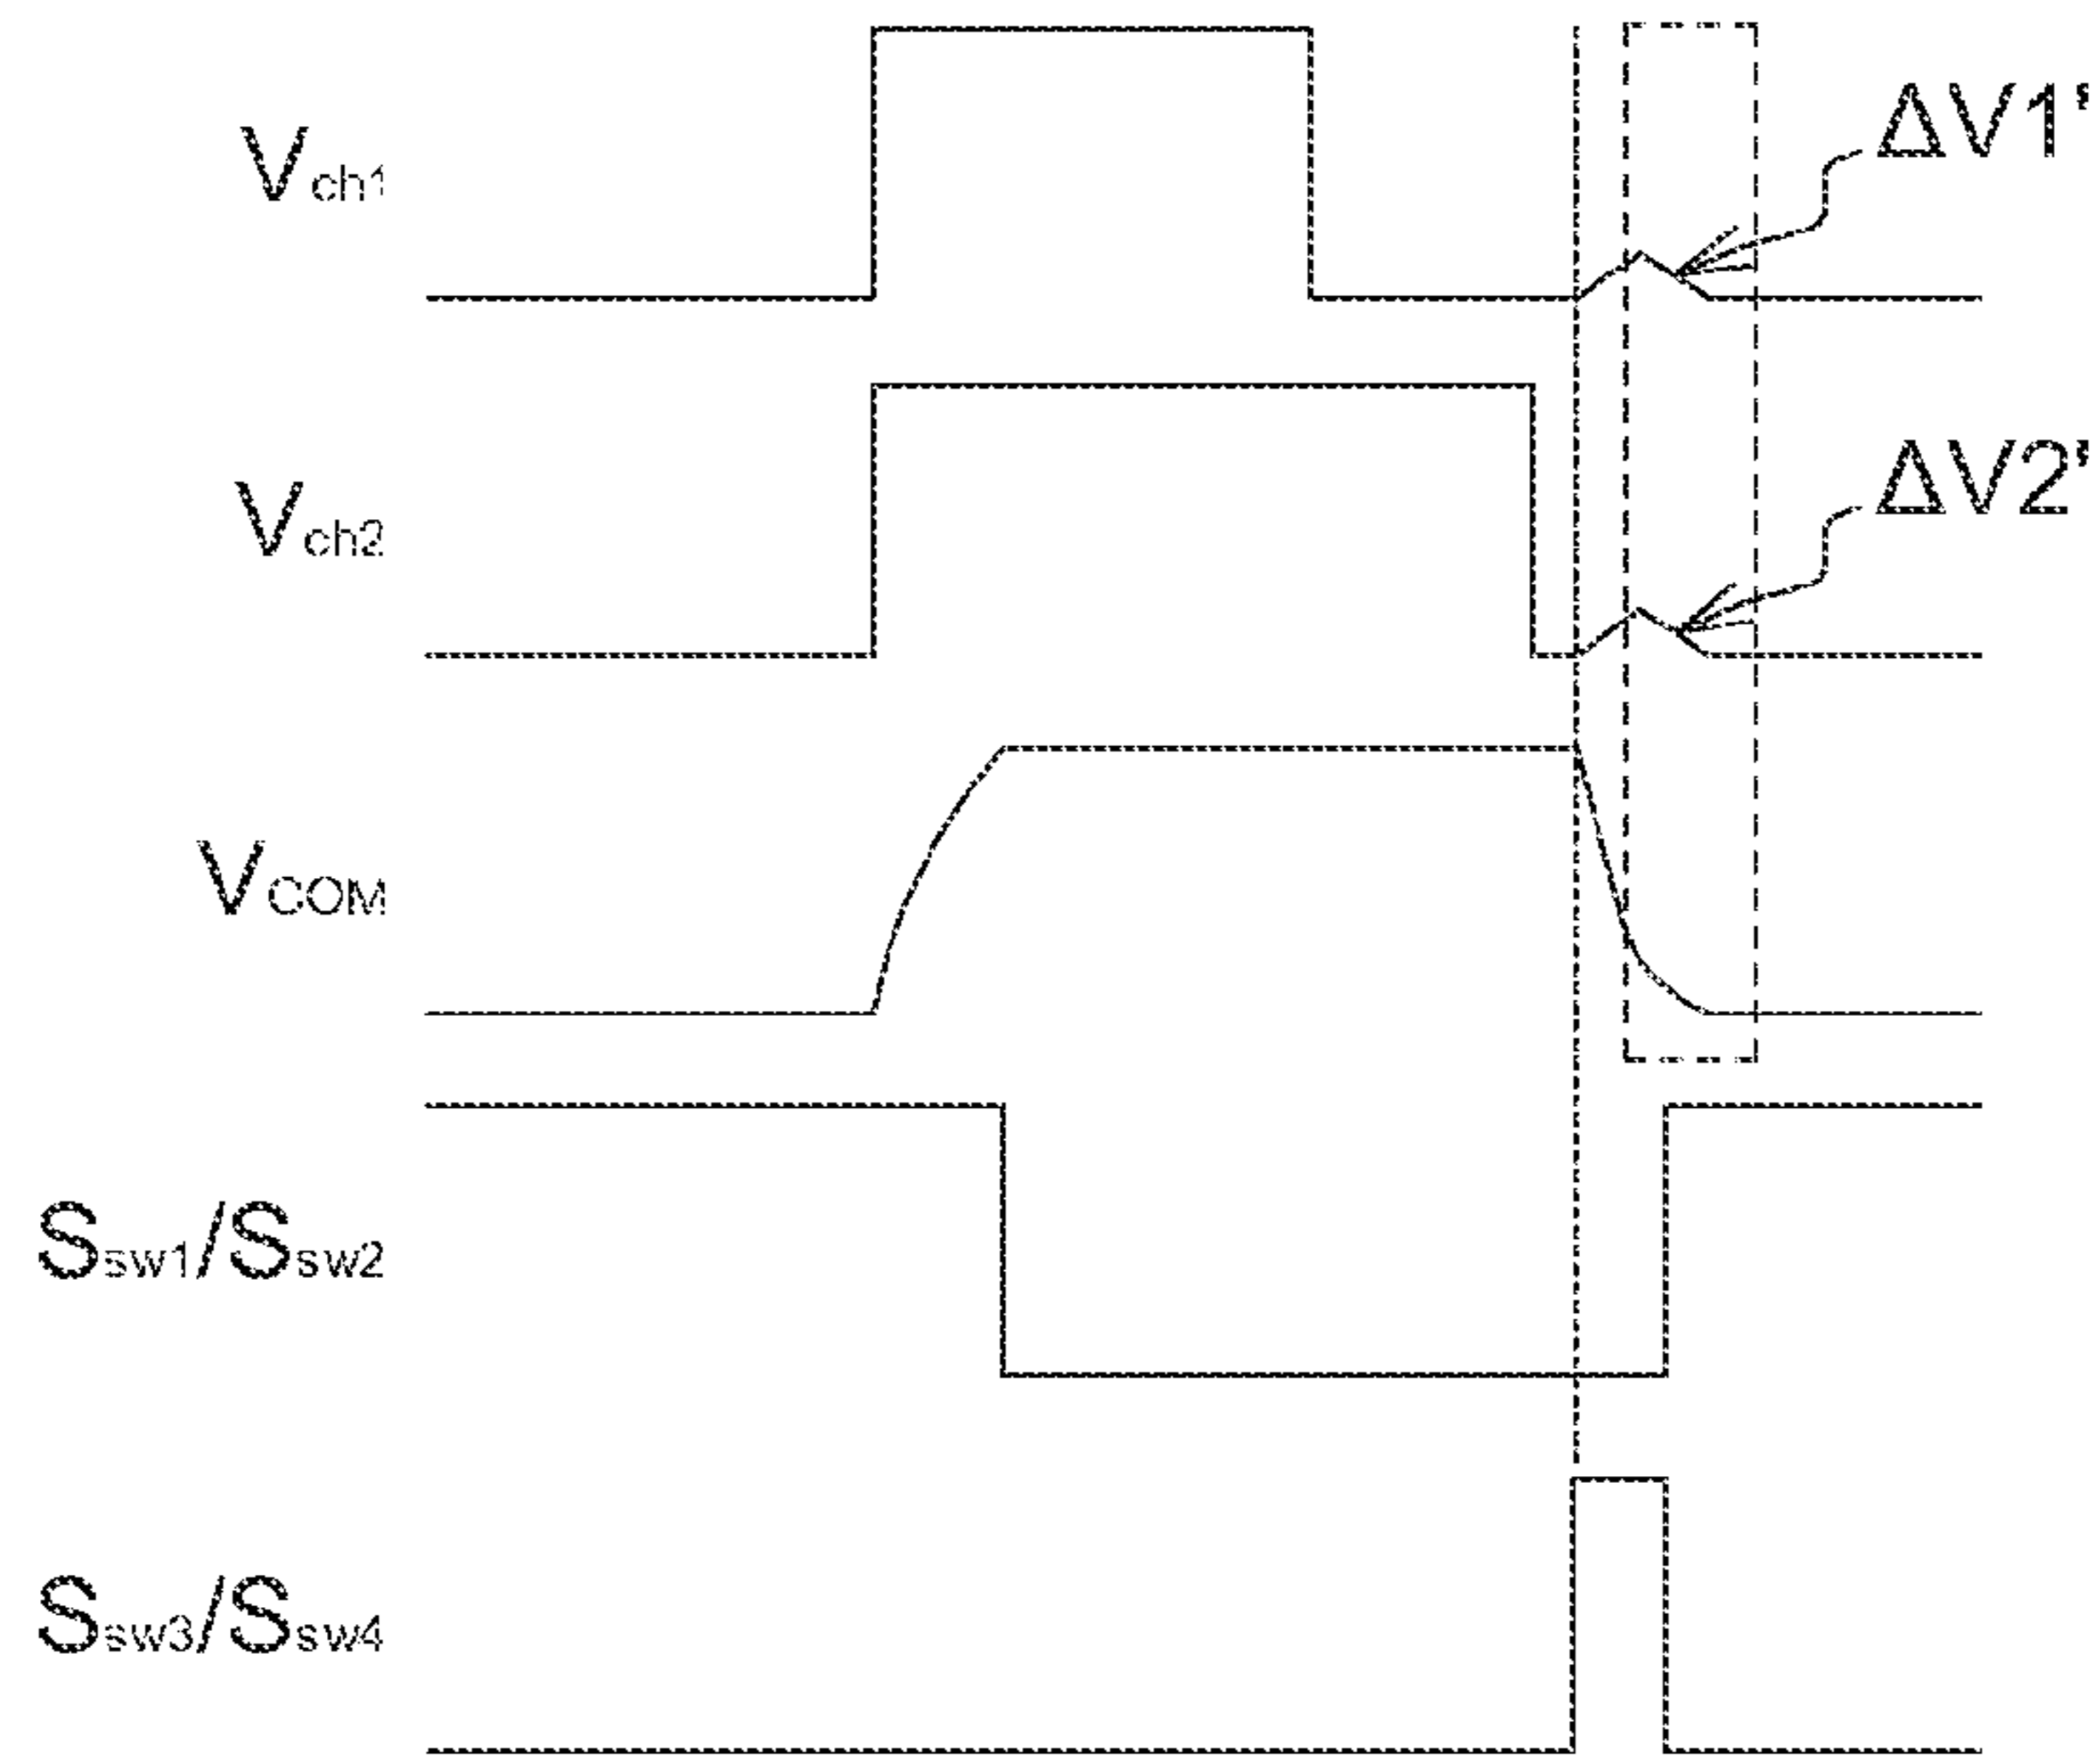 ΔV1'
Vch1
ΔV2'
Vch2
VCOM
Ssw1/Ssw2
Ssw3/Ssw4